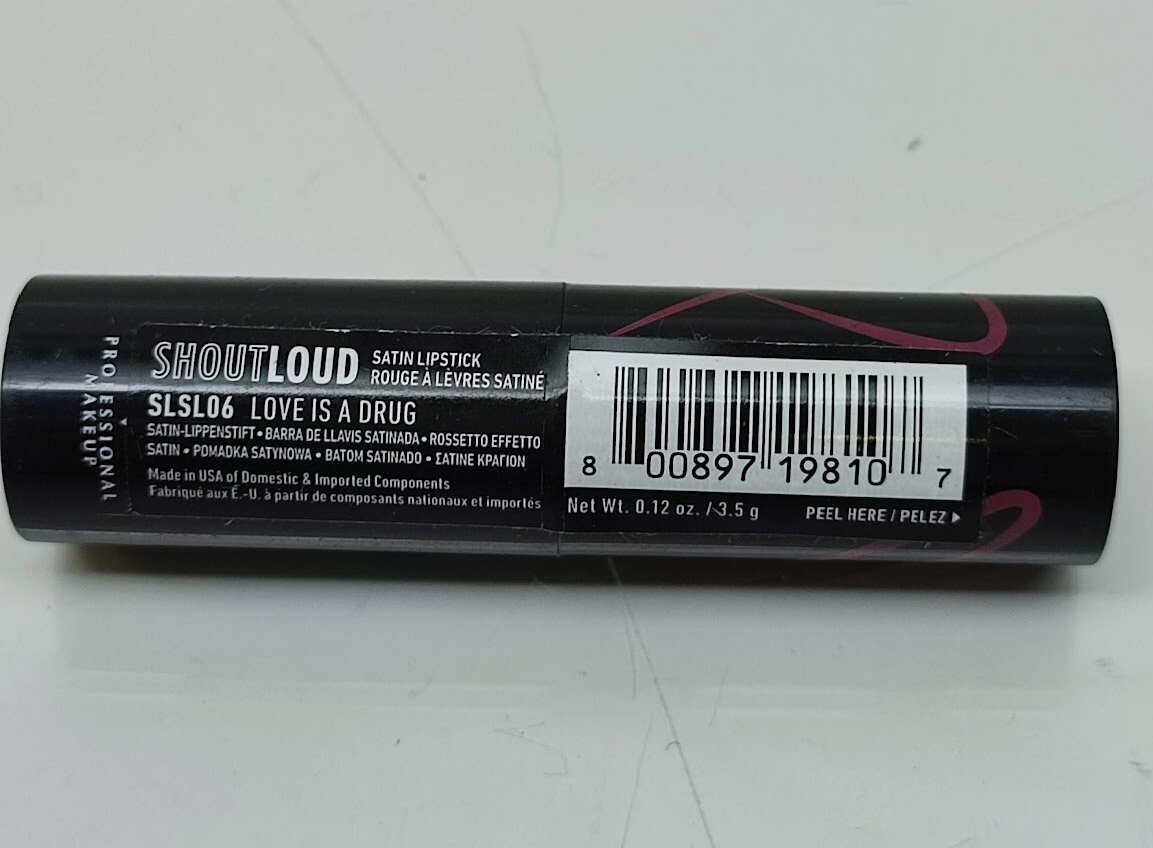 PROFESSIONAL
MAKEUP
SHOUTLOUD SATIN LIPSTICK
ROUGE À LÈVRES SATINÉ
SLSL06 LOVE IS A DRUG
SATIN-LIPPENSTIFT • BARRA DE LLAVIS SATINADA • ROSSETTO EFFETTO
SATIN • POMADKA SATYNOWA • BATOM SATINADO • ΣΑΤΙΝΕ ΚΡΑΓΙΟΝ
Made in USA of Domestic & Imported Components
Fabriqué aux É.-U. à partir de composants nationaux et importés
8 00897 19810 7
Net Wt. 0.12 oz. / 3.5 g PEEL HERE / PELEZ